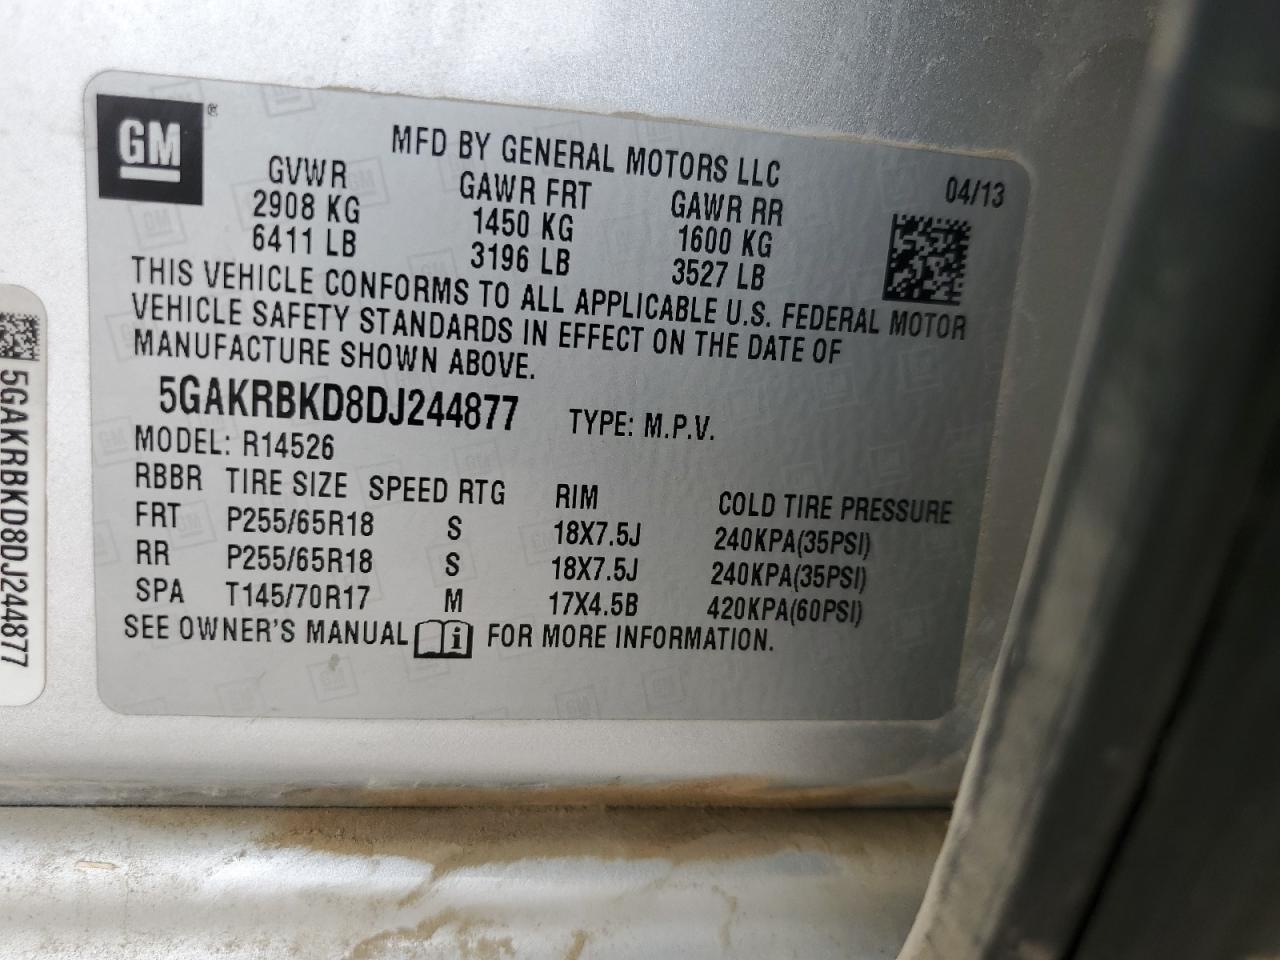 GM ®
MFD BY GENERAL MOTORS LLC
04/13
GVWR GAWR FRT GAWR RR
2908 KG 1450 KG 1600 KG
6411 LB 3196 LB 3527 LB
THIS VEHICLE CONFORMS TO ALL APPLICABLE U.S. FEDERAL MOTOR
VEHICLE SAFETY STANDARDS IN EFFECT ON THE DATE OF
MANUFACTURE SHOWN ABOVE.
5GAKRBKD8DJ244877 TYPE: M.P.V.
MODEL: R14526
RBBR TIRE SIZE SPEED RTG RIM COLD TIRE PRESSURE
FRT P255/65R18 S 18X7.5J 240KPA(35PSI)
RR P255/65R18 S 18X7.5J 240KPA(35PSI)
SPA T145/70R17 M 17X4.5B 420KPA(60PSI)
SEE OWNER'S MANUAL i FOR MORE INFORMATION.
5GAKRBKD8DJ244877